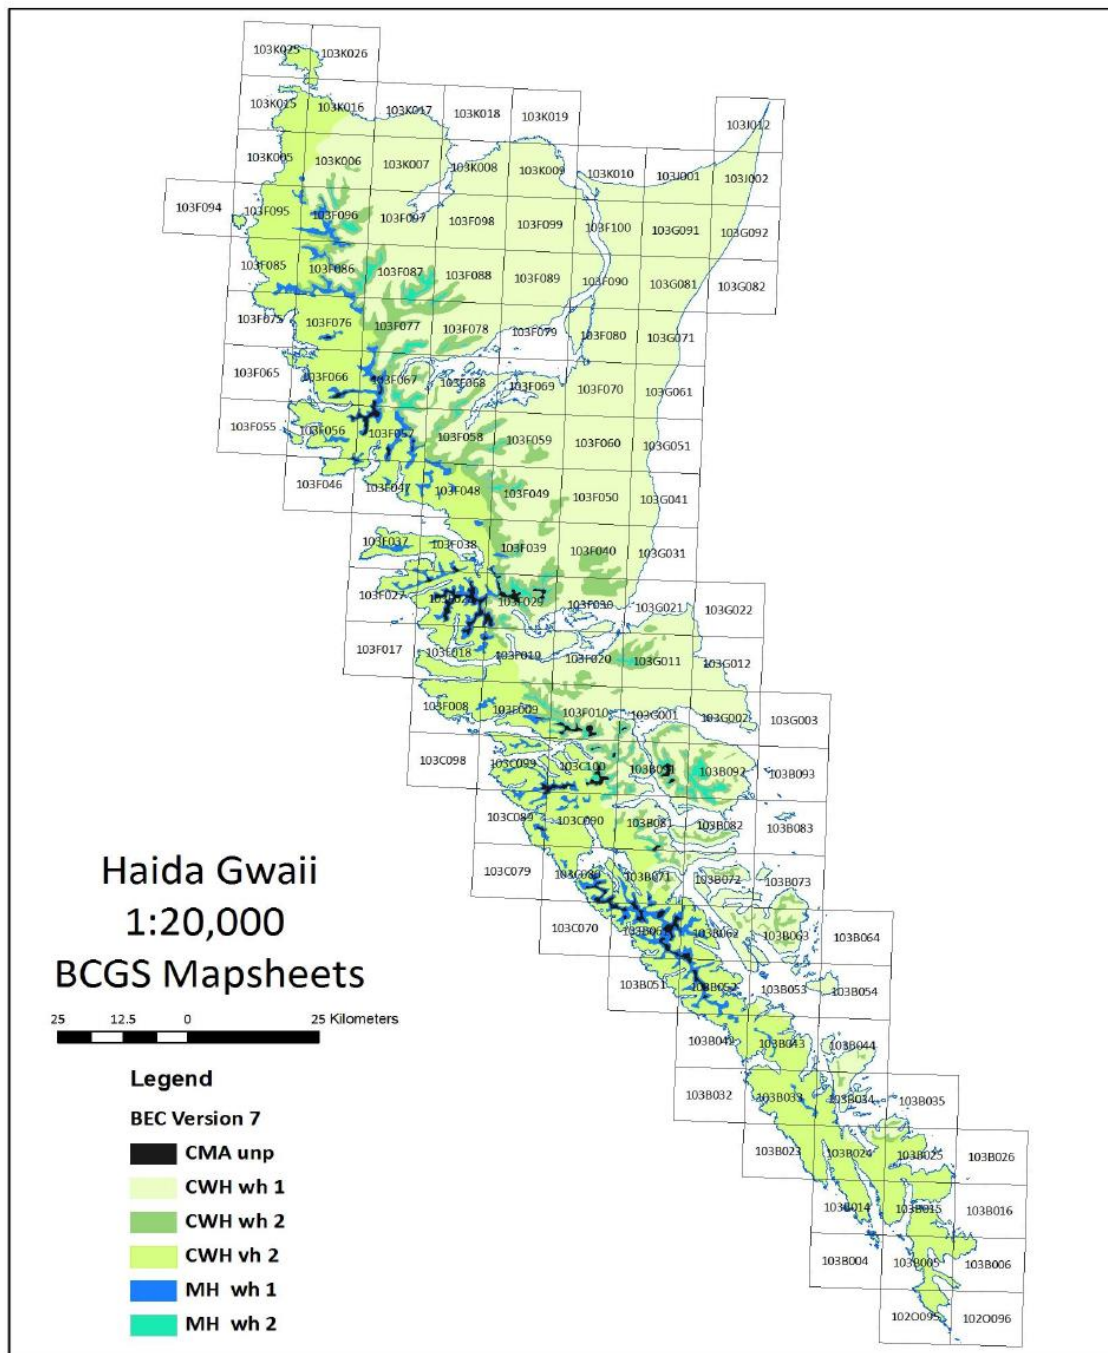 103K025 103K026
103K015 103K016 103K017 103K018 103K019 103J012
103K005 103K006 103K007 103K008 103K009 103K010 103J001 103J002
103F094 103F095 103F096 103F097 103F098 103F099 103F100 103G091 103G092
103F085 103F086 103F087 103F088 103F089 103F090 103G081 103G082
103F075 103F076 103F077 103F078 103F079 103F080 103G071
103F065 103F066 103F067 103F068 103F069 103F070 103G061
103F055 103F056 103F057 103F058 103F059 103F060 103G051
103F046 103F047 103F048 103F049 103F050 103G041
103F037 103F038 103F039 103F040 103G031
103F027 103F029 103F030 103G021 103G022
103F017 103F018 103F019 103F020 103G011 103G012
103F008 103F009 103F010 103G001 103G002 103G003
103C098 103C099 103C100 103B091 103B092 103B093
103C089 103C090 103B081 103B082 103B083
103C079 103C080 103B071 103B072 103B073
103C070 103B061 103B062 103B063 103B064
103B051 103B052 103B053 103B054
103B042 103B043 103B044
103B032 103B033 103B034 103B035
103B023 103B024 103B025 103B026
103B014 103B015 103B016
103B004 103B005 103B006
102O095 102O096
Haida Gwaii
1:20,000
BCGS Mapsheets
25 12.5 0 25 Kilometers
Legend
BEC Version 7
CMA unp
CWH wh 1
CWH wh 2
CWH vh 2
MH wh 1
MH wh 2